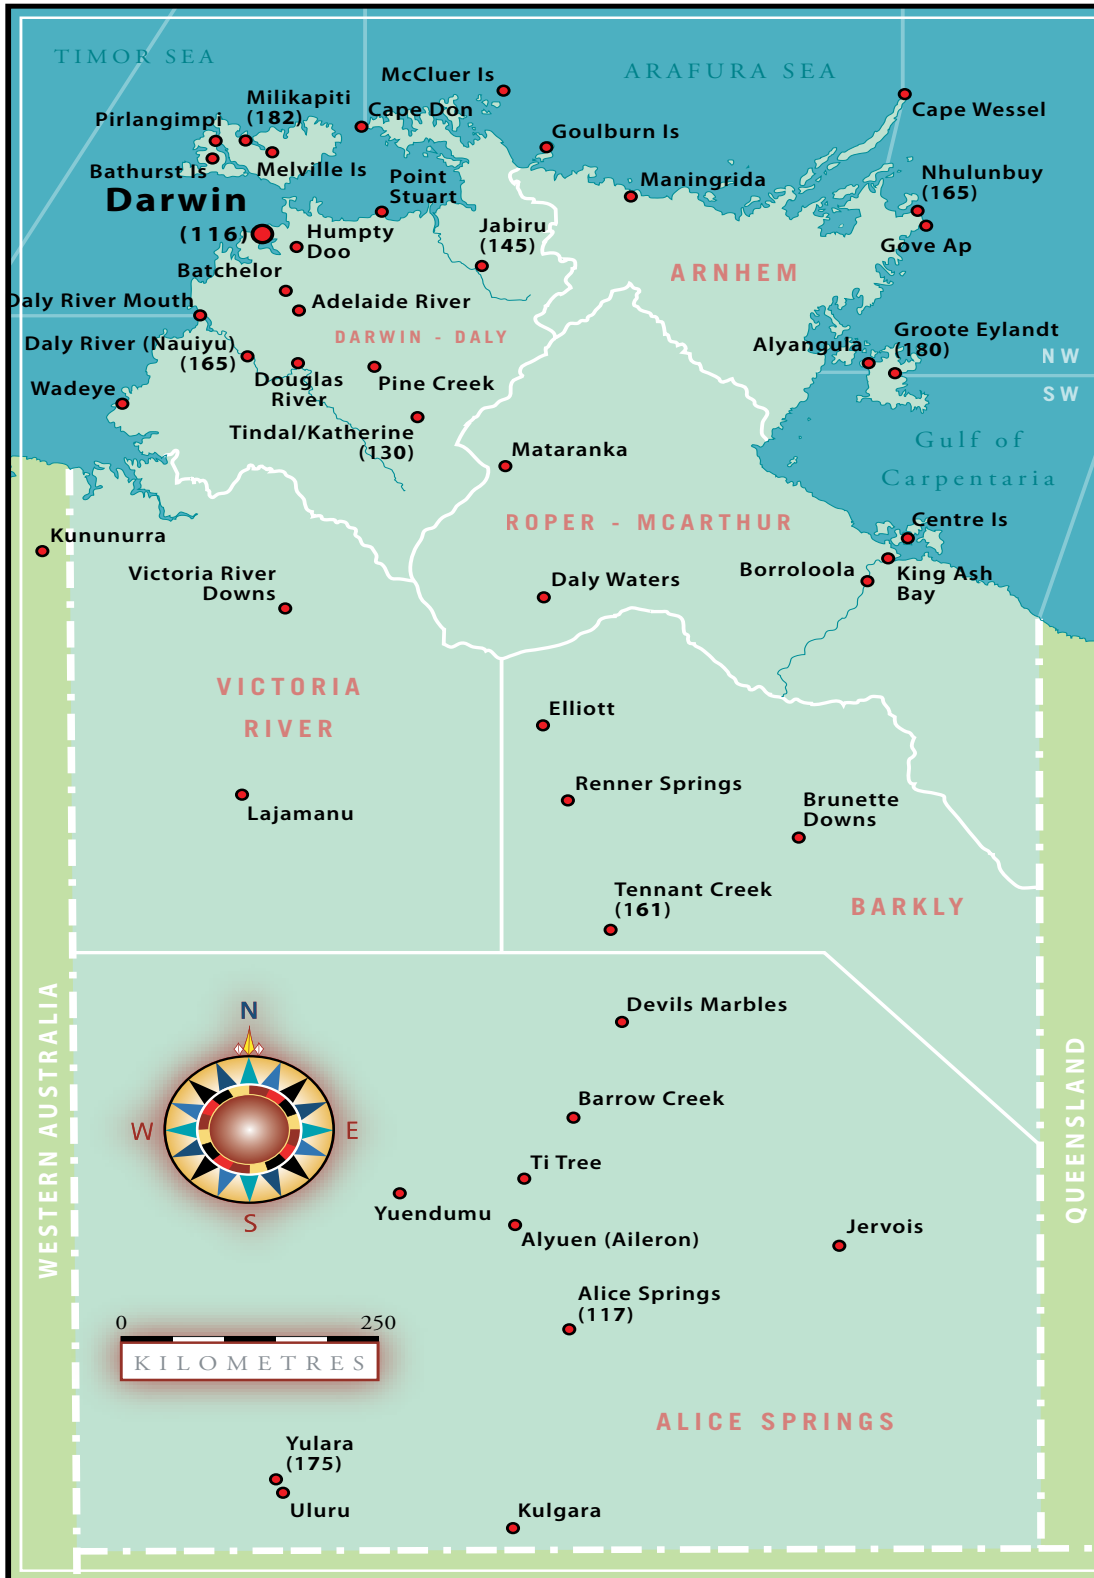 TIMOR SEA
ARAFURA SEA
McCluer Is
Milikapiti
(182)
Cape Don
Cape Wessel
Pirlangimpi
Goulburn Is
Bathurst Is
Melville Is
Point
Stuart
Maningrida
Nhulunbuy
(165)
Darwin
(116)
Humpty
Doo
Jabiru
(145)
Gove Ap
Batchelor
ARNHEM
Daly River Mouth
Adelaide River
DARWIN - DALY
Daly River (Nauiyu)
(165)
Alyangula
Groote Eylandt
(180)
NW
SW
Wadeye
Douglas
River
Pine Creek
Tindal/Katherine
(130)
Mataranka
Gulf of
Carpentaria
ROPER - MCARTHUR
Centre Is
Kununurra
Victoria River
Downs
Daly Waters
Borroloola
King Ash
Bay
VICTORIA
RIVER
Elliott
Renner Springs
Lajamanu
Brunette
Downs
Tennant Creek
(161)
BARKLY
WESTERN AUSTRALIA
QUEENSLAND
N
Devils Marbles
W
E
Barrow Creek
Ti Tree
S
Yuendumu
Alyuen (Aileron)
Jervois
Alice Springs
(117)
0 250
KILOMETRES
ALICE SPRINGS
Yulara
(175)
Uluru
Kulgara